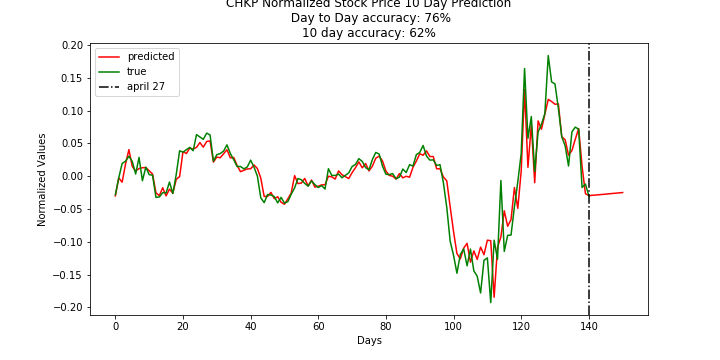 CHKP Normalized Stock Price 10 Day Prediction
Day to Day accuracy: 76%
10 day accuracy: 62%
predicted
true
april 27
0.20
0.15
0.10
0.05
0.00
−0.05
−0.10
−0.15
−0.20
Normalized Values
0 20 40 60 80 100 120 140
Days